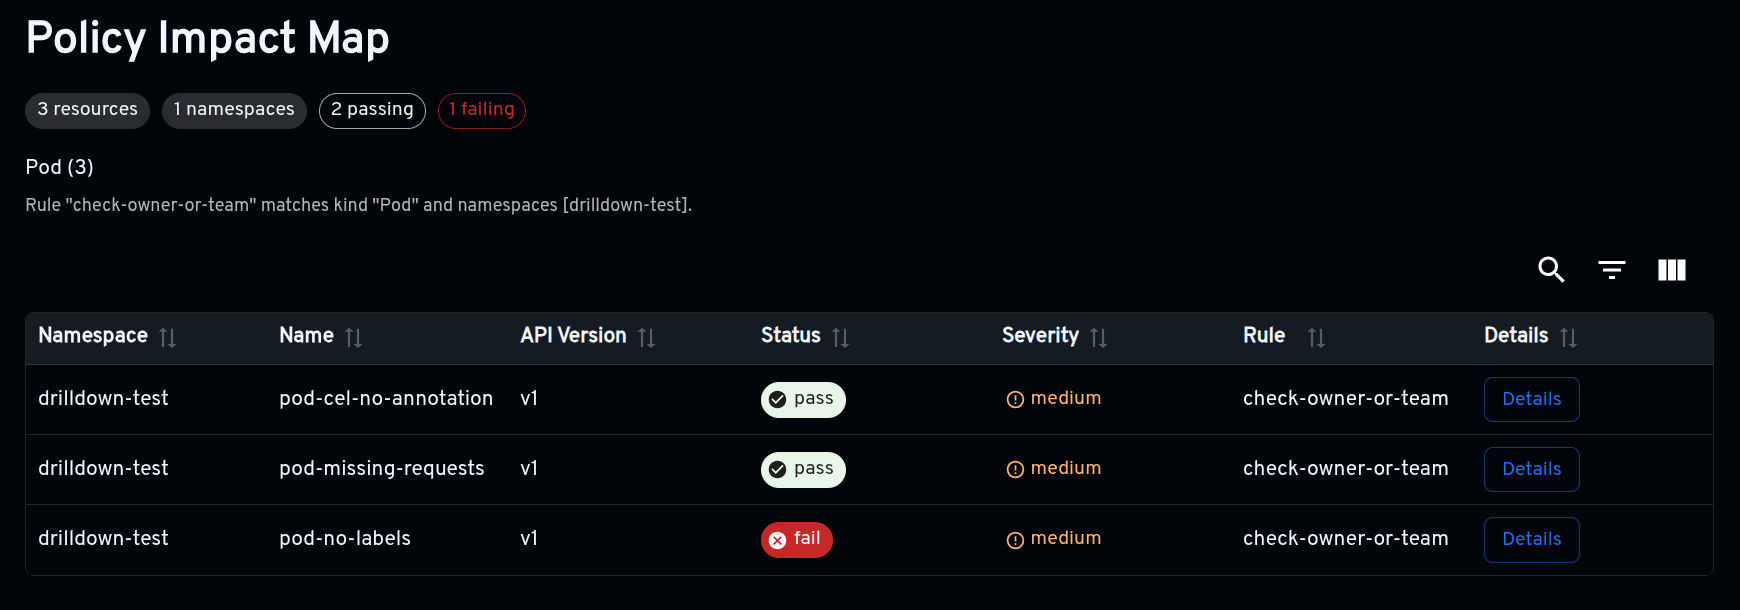 Policy Impact Map
3 resources 1 namespaces 2 passing 1 failing
Pod (3)
Rule "check-owner-or-team" matches kind "Pod" and namespaces [drilldown-test].
Namespace Name API Version Status Severity Rule Details
drilldown-test pod-cel-no-annotation v1 pass medium check-owner-or-team Details
drilldown-test pod-missing-requests v1 pass medium check-owner-or-team Details
drilldown-test pod-no-labels v1 fail medium check-owner-or-team Details